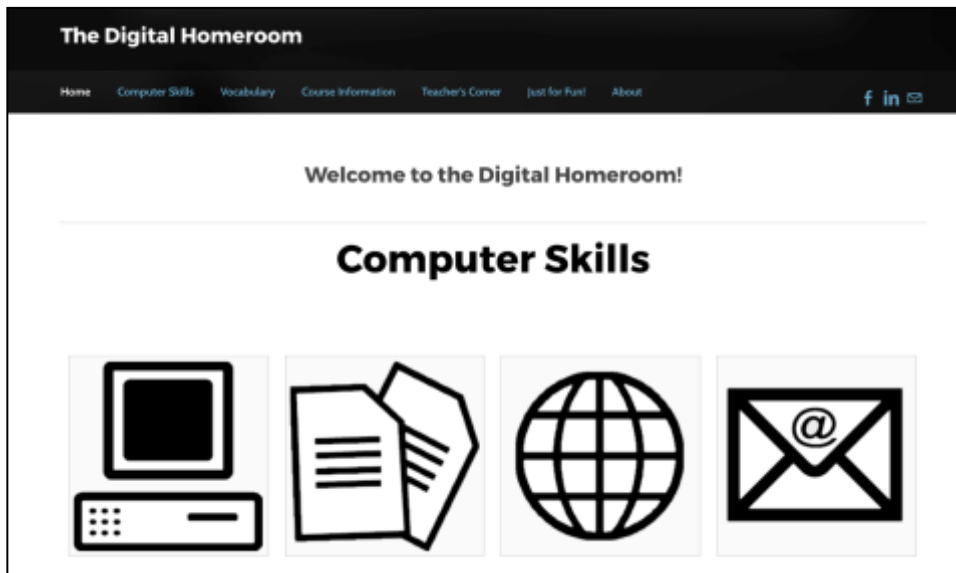 The Digital Homeroom
Home Computer Skills Vocabulary Course Information Teacher's Corner Just for Fun! About
f in
Welcome to the Digital Homeroom!
Computer Skills
@